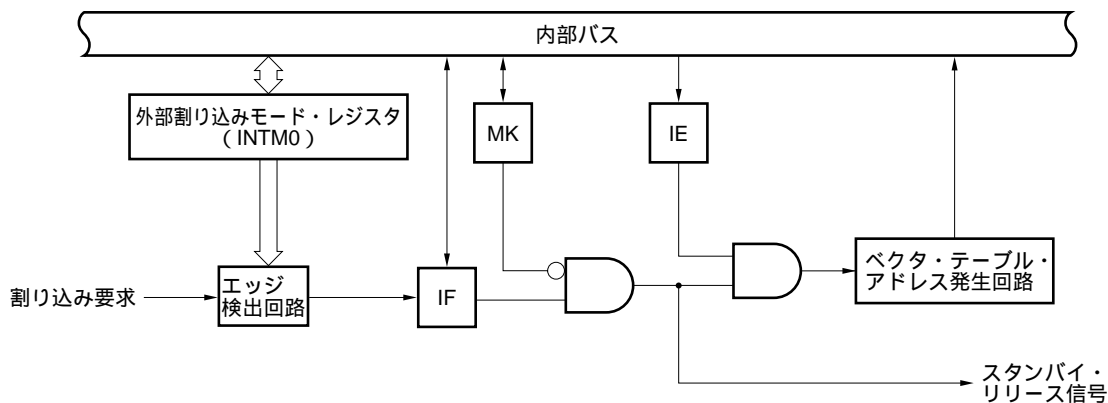 内部バス
外部割り込みモード・レジスタ
（INTM0）
MK
IE
割り込み要求
エッジ
検出回路
IF
ベクタ・テーブル・
アドレス発生回路
スタンバイ・
リリース信号